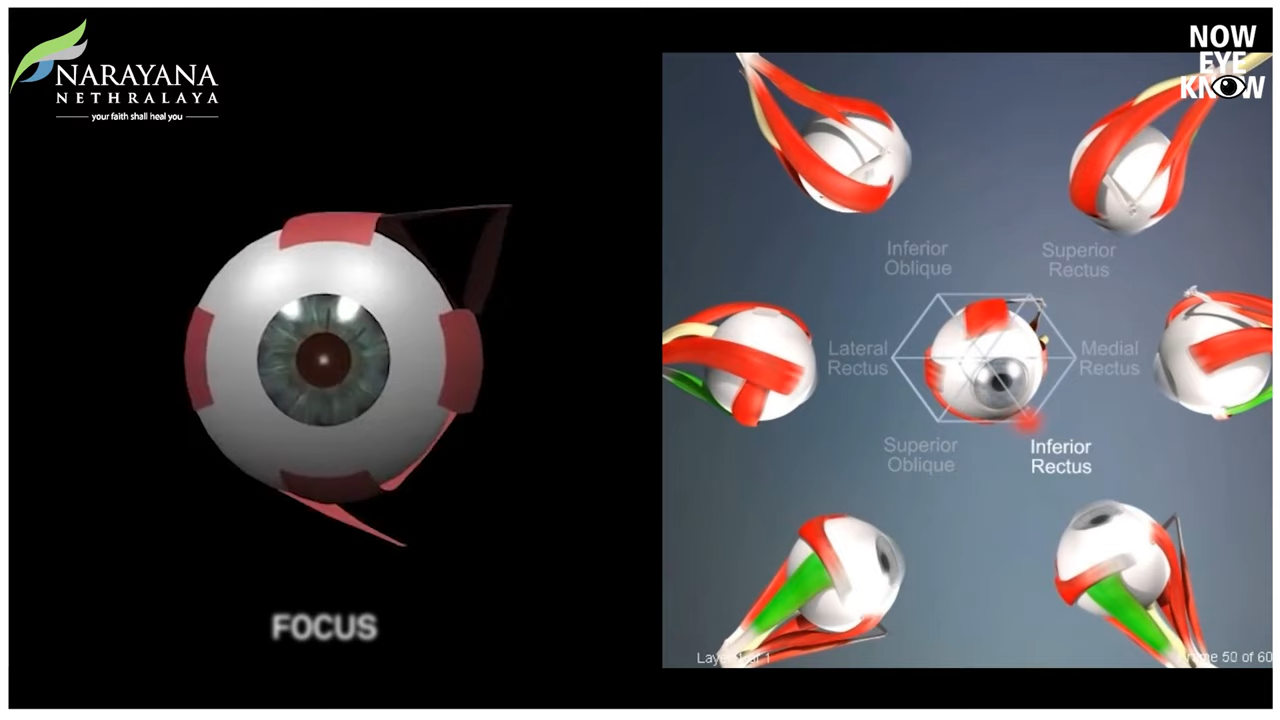 NARAYANA
NETHRALAYA
your faith shall heal you
NOW
EYE
KNOW
Inferior
Oblique
Superior
Rectus
Lateral
Rectus
Medial
Rectus
Superior
Oblique
Inferior
Rectus
FOCUS
50 of 60